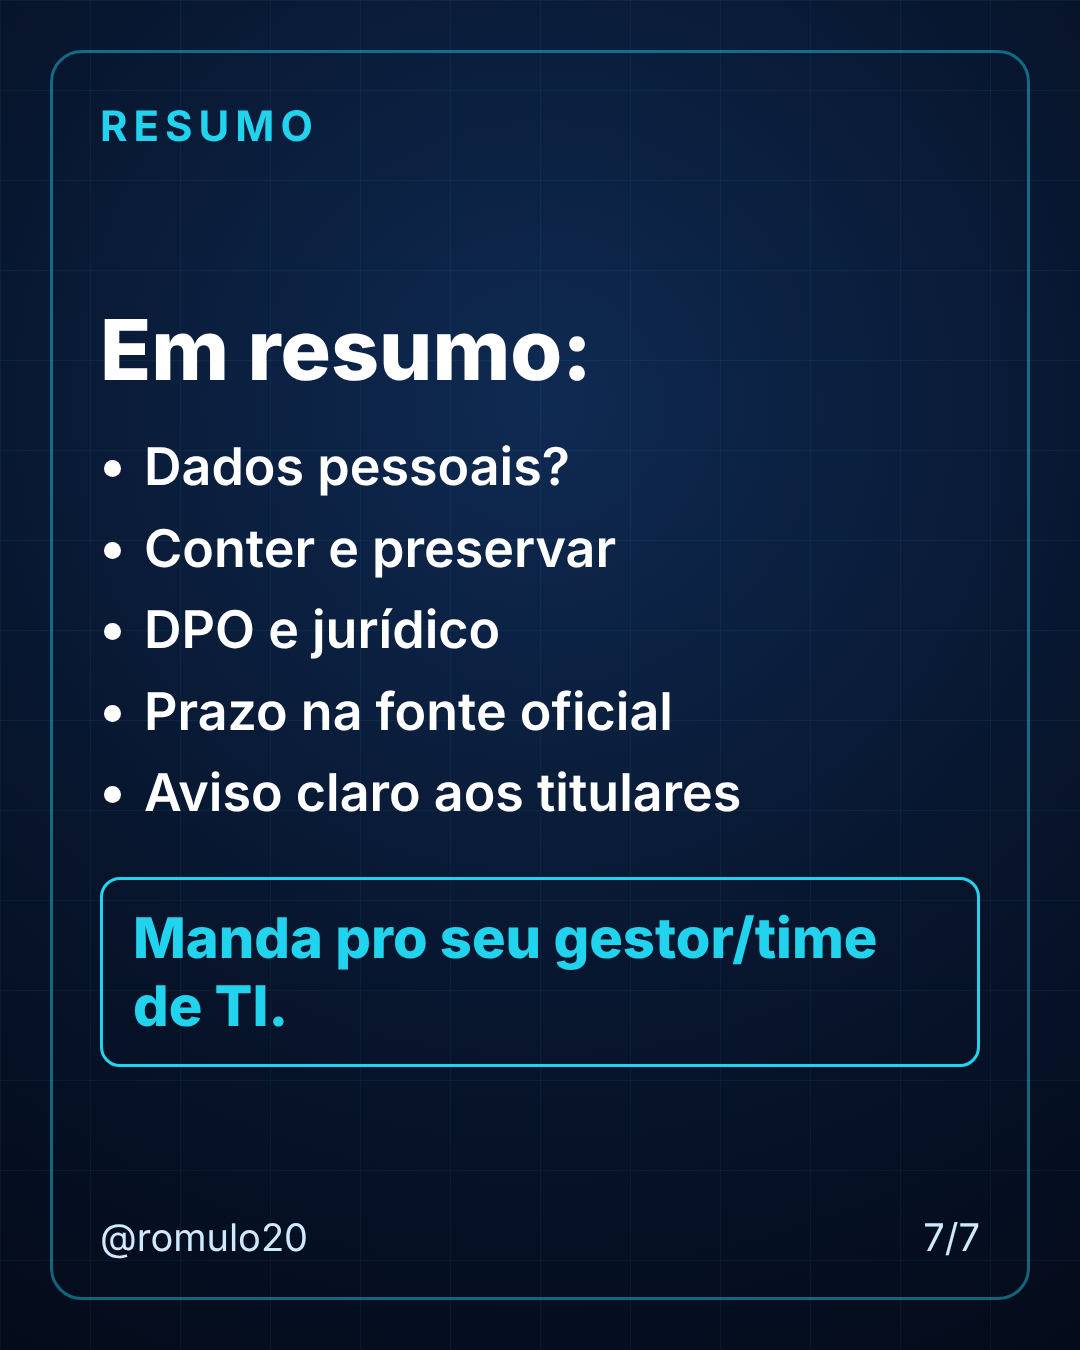 RESUMO
Em resumo:
• Dados pessoais?
• Conter e preservar
• DPO e jurídico
• Prazo na fonte oficial
• Aviso claro aos titulares
Manda pro seu gestor/time
de TI.
@romulo20
7/7